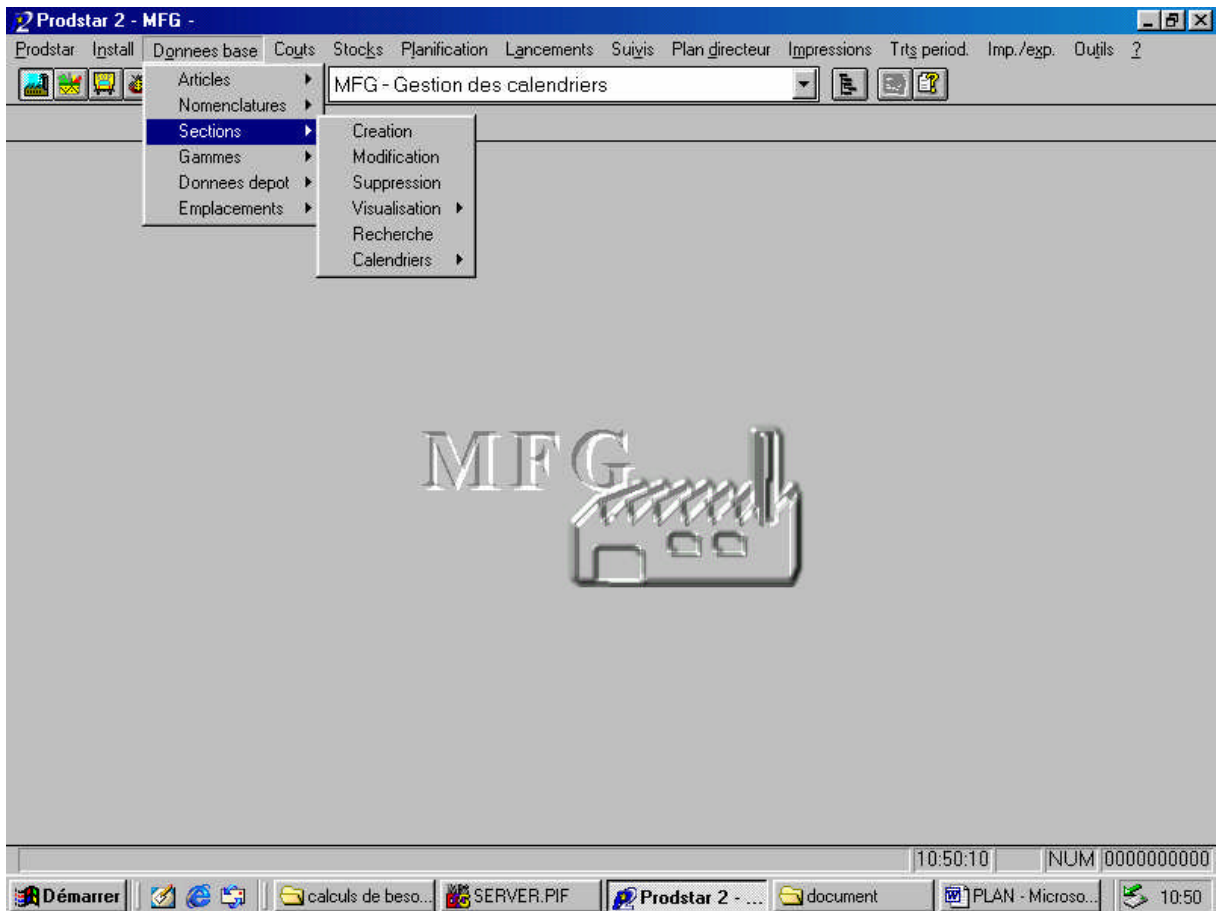 Prodstar 2 - MFG -
Prodstar Install Donnees base Couts Stocks Planification Lancements Suivis Plan directeur Impressions Trts period. Imp./exp. Outils ?
MFG - Gestion des calendriers
Articles
Nomenclatures
Sections
Gammes
Donnees depot
Emplacements
Creation
Modification
Suppression
Visualisation
Recherche
Calendriers
MFG
10:50:10 NUM 0000000000
Démarrer calculs de beso... SERVER.PIF Prodstar 2 - ... document PLAN - Microso... 10:50